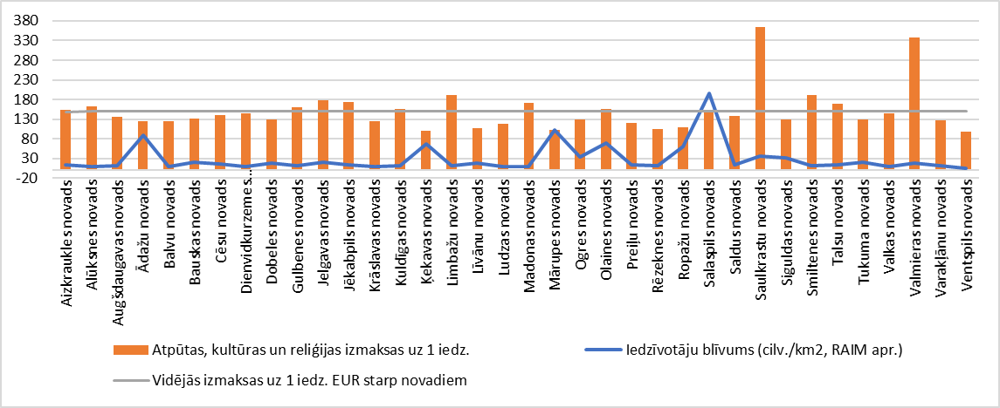 380
330
280
230
180
130
80
30
-20
Aizkraukles novads
Alūksnes novads
Augšdaugavas novads
Ādažu novads
Balvu novads
Bauskas novads
Cēsu novads
Dienvidkurzemes...
Dobeles novads
Gulbenes novads
Jelgavas novads
Jēkabpils novads
Krāslavas novads
Kuldīgas novads
Ķekavas novads
Limbažu novads
Līvānu novads
Ludzas novads
Madonas novads
Mārupes novads
Ogres novads
Olaines novads
Preiļu novads
Rēzeknes novads
Ropažu novads
Salaspils novads
Saldus novads
Saulkrastu novads
Siguldas novads
Smiltenes novads
Talsu novads
Tukuma novads
Valkas novads
Valmieras novads
Varakļānu novads
Ventspils novads
Atpūtas, kultūras un reliģijas izmaksas uz 1 iedz.
Iedzīvotāju blīvums (cilv./km2, RAIM apr.)
Vidējās izmaksas uz 1 iedz. EUR starp novadiem